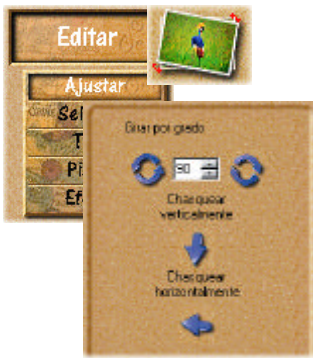 Editar
Ajustar
Girar por grado
90
Chasquear
verticalmente
Chasquear
horizontalmente